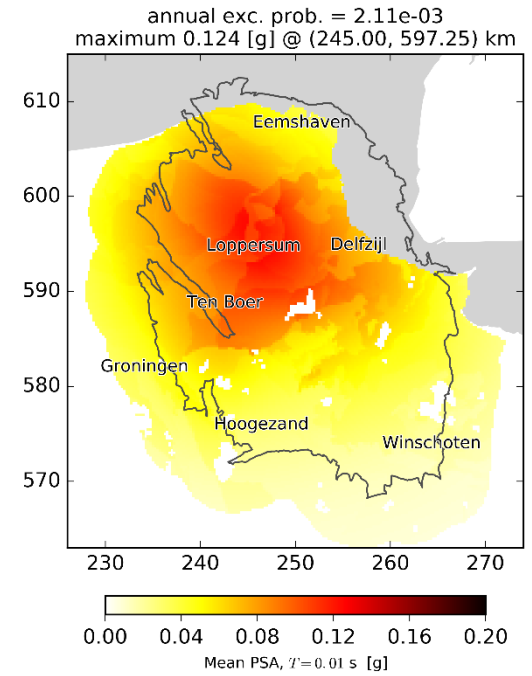 annual exc. prob. = 2.11e-03
maximum 0.124 [g] @ (245.00, 597.25) km
610
Eemshaven
600
Loppersum Delfzijl
590
Ten Boer
Groningen
580
Hoogezand
Winschoten
570
230 240 250 260 270
0.00 0.04 0.08 0.12 0.16 0.20
Mean PSA, T=0.01 s [g]